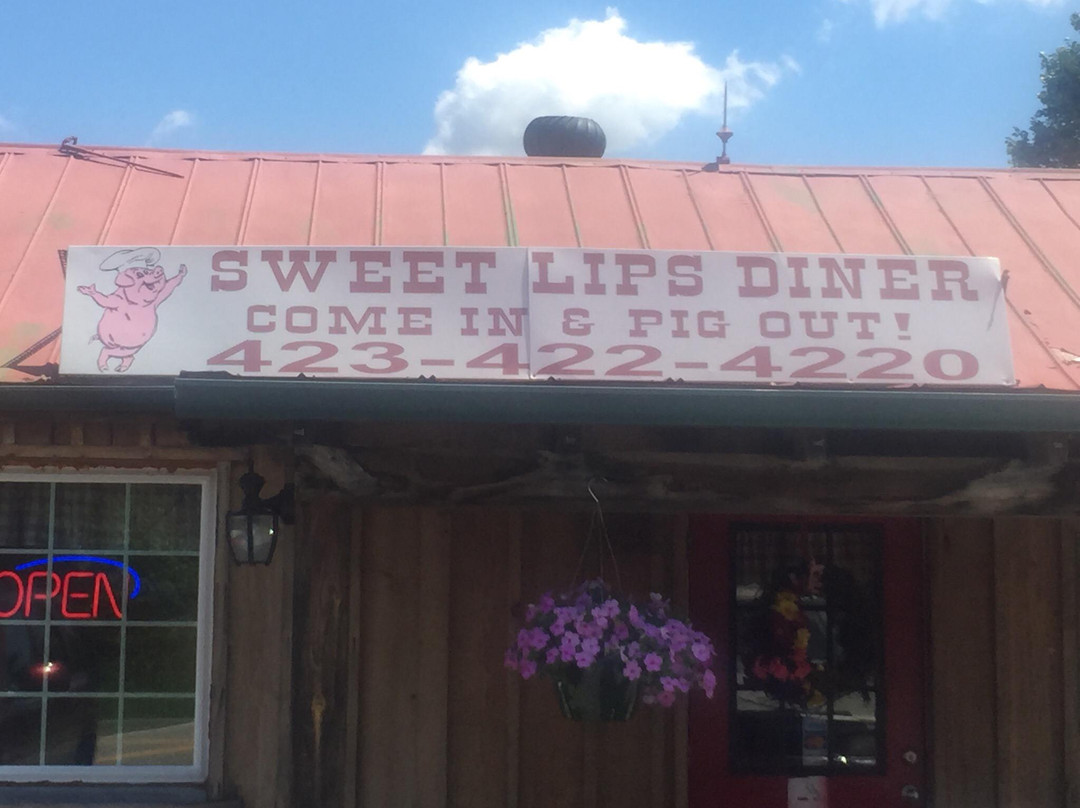 SWEET LIPS DINER
COME IN & PIG OUT!
423-422-4220
OPEN